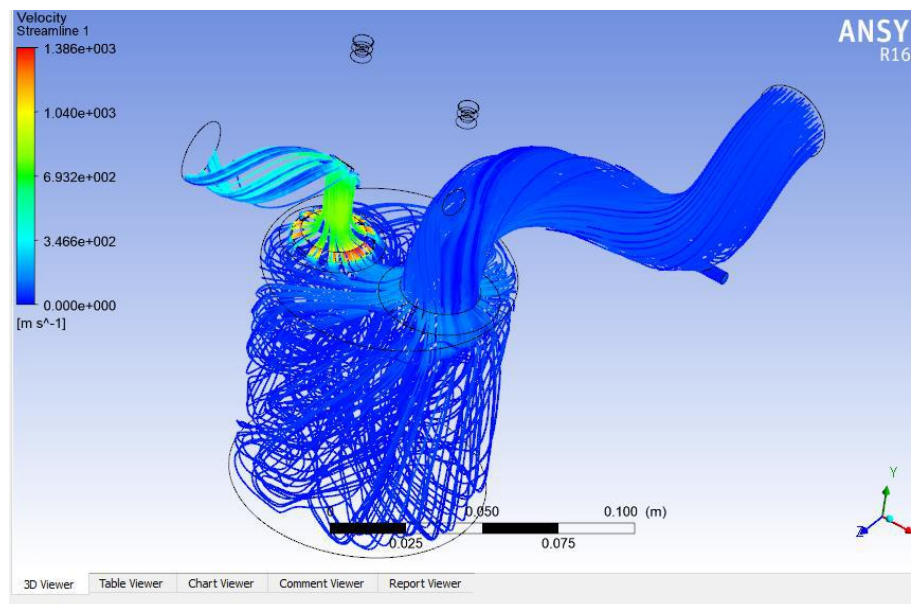 Velocity
Streamline 1
1.386e+003
1.040e+003
6.932e+002
3.466e+002
0.000e+000
[m s^-1]
ANSY
R16
0 0.050 0.100 (m)
0.025 0.075
Y
Z
3D Viewer Table Viewer Chart Viewer Comment Viewer Report Viewer